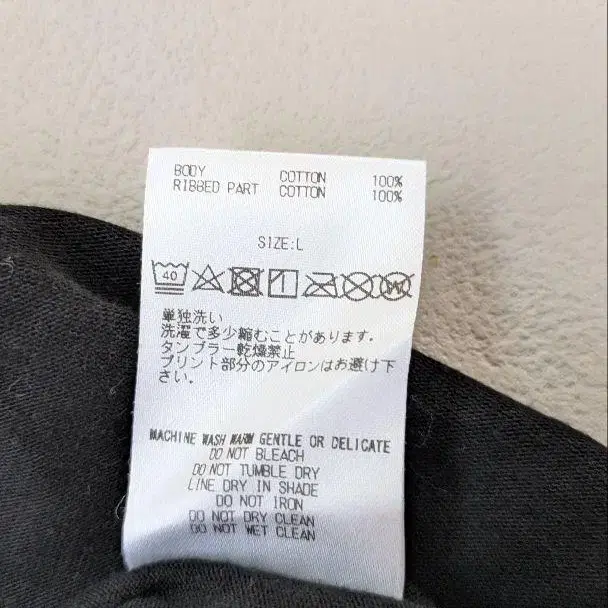 BODY COTTON 100%
RIBBED PART COTTON 100%
SIZE:L
40
W
単独洗い
洗濯で多少縮むことがあります.
タンブラー乾燥禁止
プリント部分のアイロンはお避け下
さい.
MACHINE WASH WARM GENTLE OR DELICATE
DO NOT BLEACH
DO NOT TUMBLE DRY
LINE DRY IN SHADE
DO NOT IRON
DO NOT DRY CLEAN
DO NOT WET CLEAN